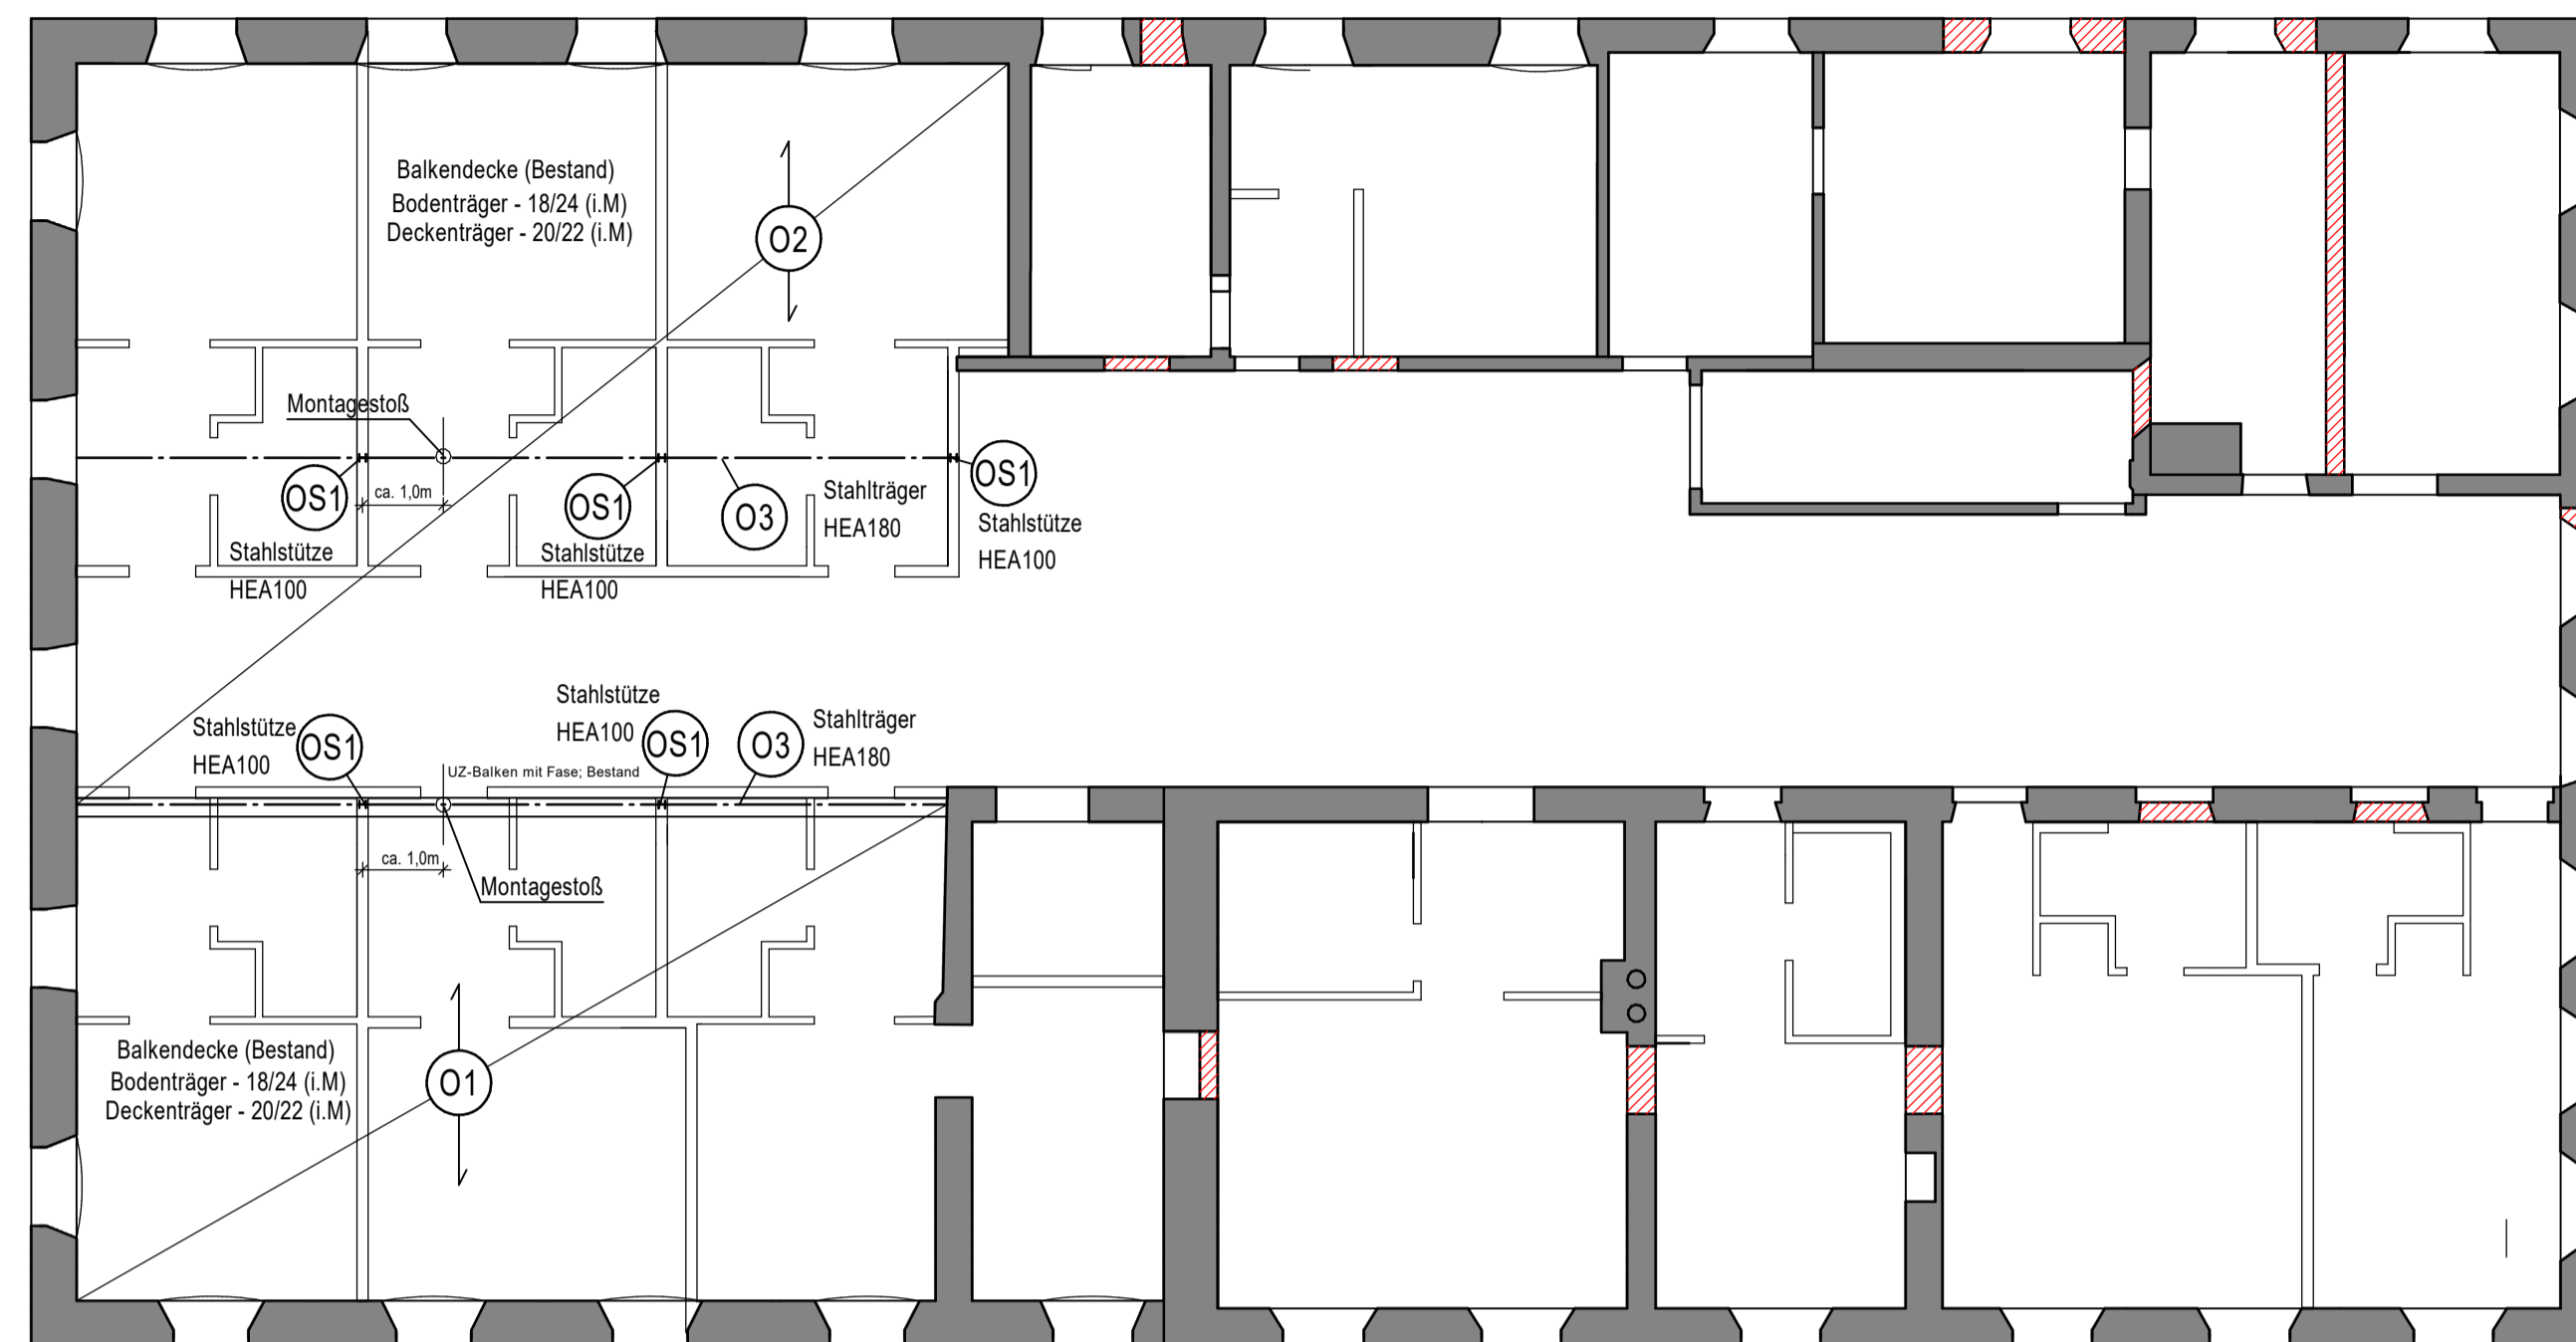 Balkendecke (Bestand)
Bodenträger - 18/24 (i.M)
Deckenträger - 20/22 (i.M)
O2
Montagestoß
OS1
ca. 1,0m
OS1
O3
Stahlträger
HEA180
OS1
Stahlstütze
HEA100
Stahlstütze
HEA100
Stahlstütze
HEA100
Stahlstütze
HEA100
OS1
Stahlstütze
HEA100
OS1
O3
Stahlträger
HEA180
UZ-Balken mit Fase; Bestand
ca. 1,0m
Montagestoß
Balkendecke (Bestand)
Bodenträger - 18/24 (i.M)
Deckenträger - 20/22 (i.M)
O1